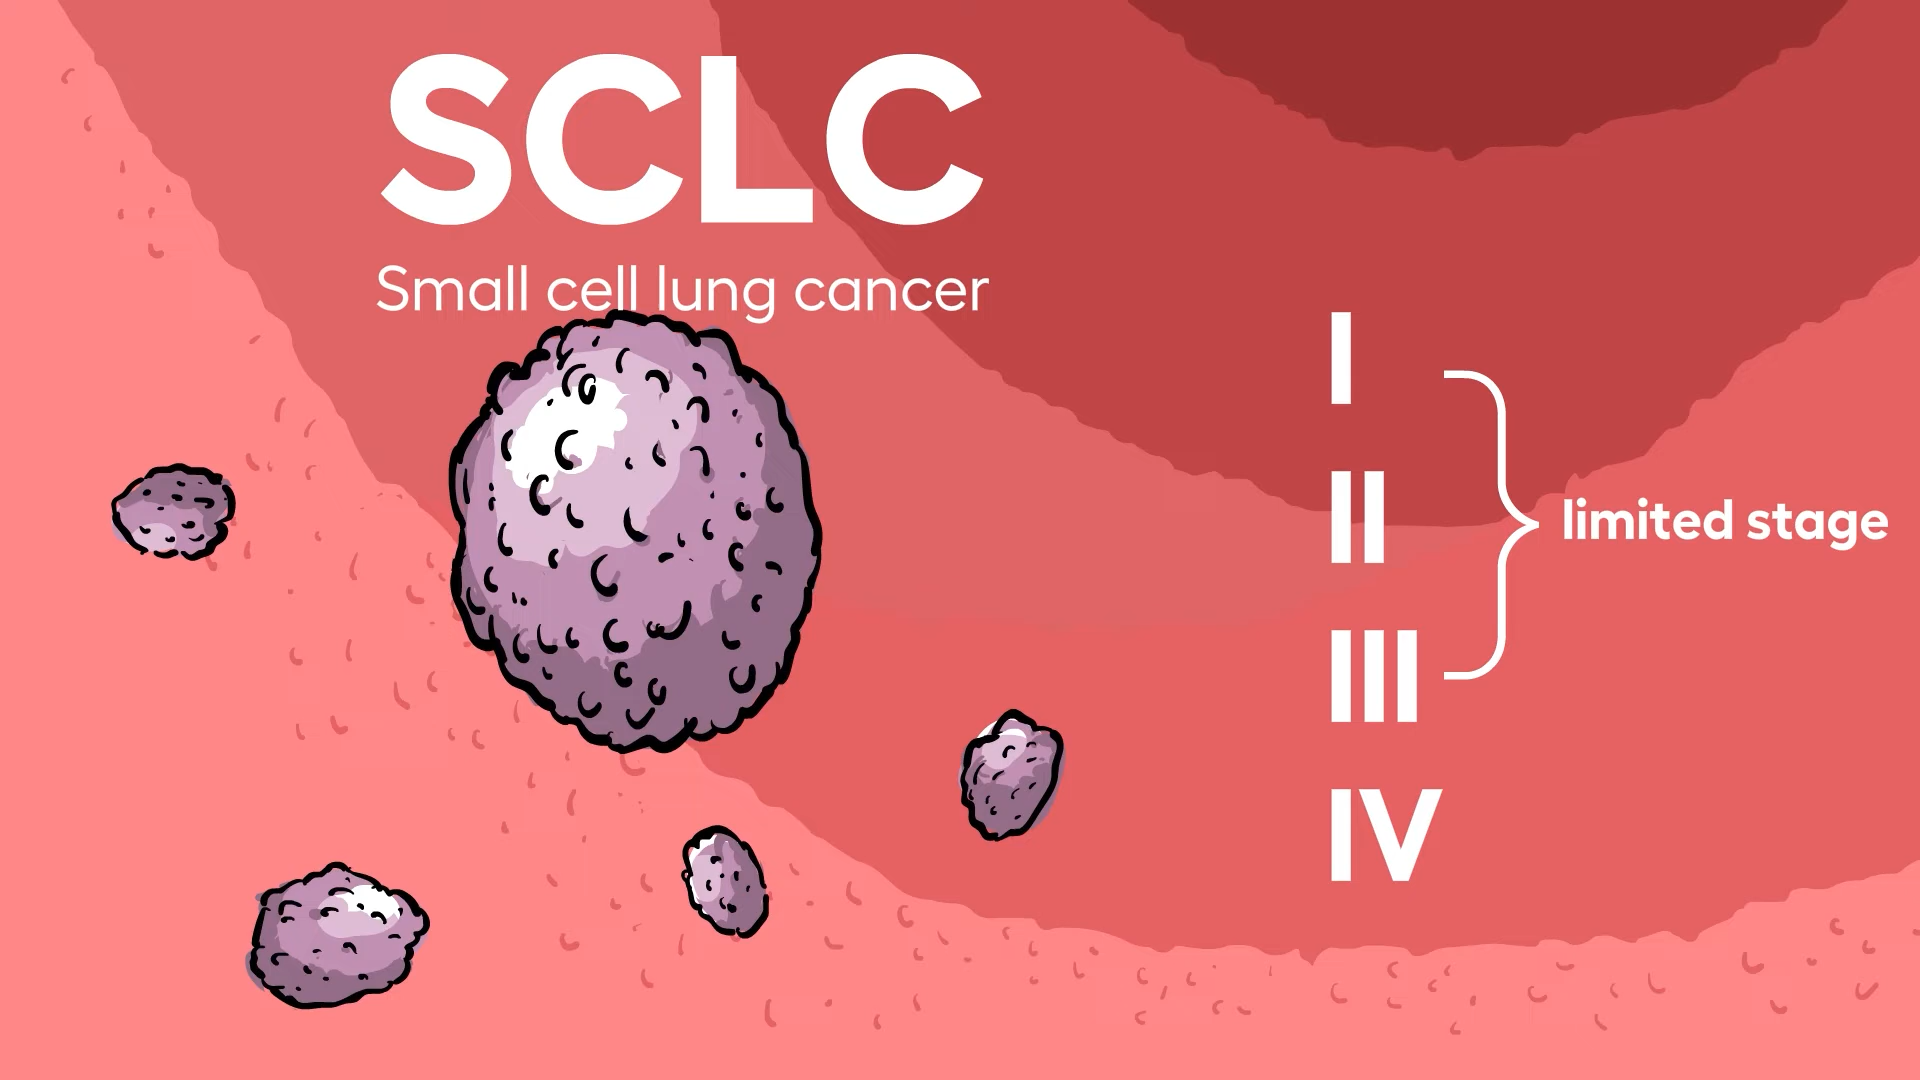 SCLC
Small cell lung cancer
I
II
limited stage
III
IV